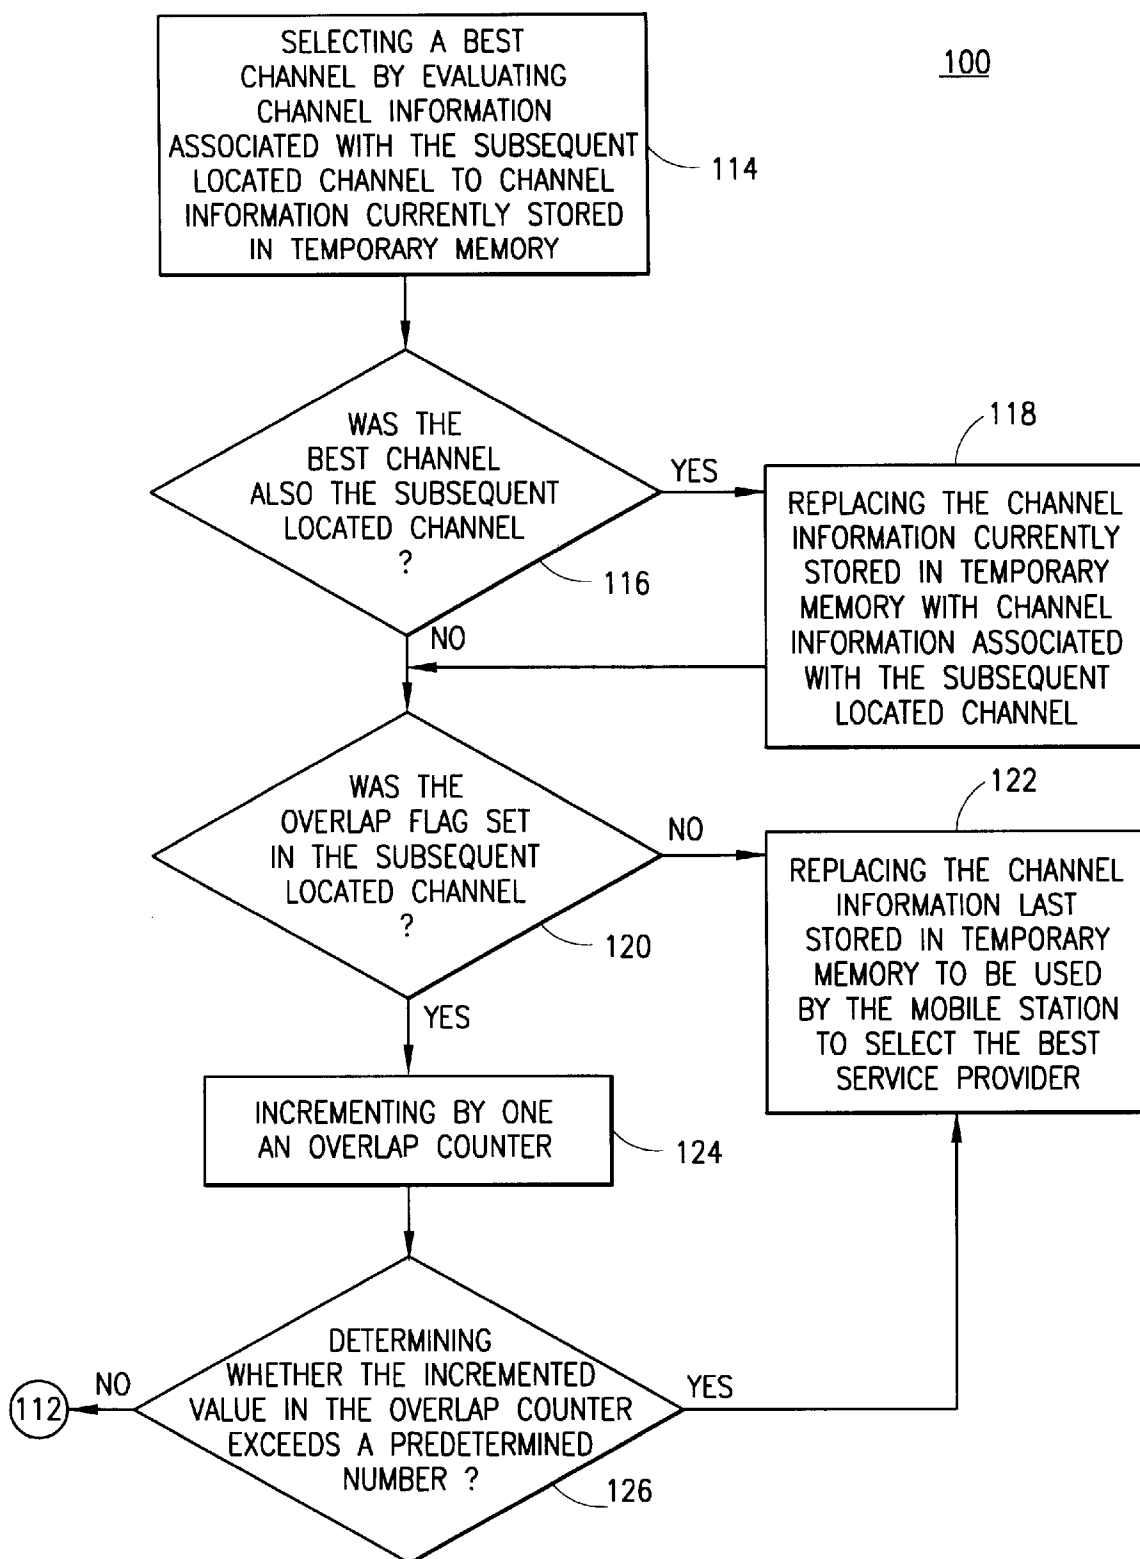 SELECTING A BEST
CHANNEL BY EVALUATING
CHANNEL INFORMATION
ASSOCIATED WITH THE SUBSEQUENT
LOCATED CHANNEL TO CHANNEL
INFORMATION CURRENTLY STORED
IN TEMPORARY MEMORY
100
114
WAS THE
BEST CHANNEL
ALSO THE SUBSEQUENT
LOCATED CHANNEL
?
116
YES
NO
118
REPLACING THE CHANNEL
INFORMATION CURRENTLY
STORED IN TEMPORARY
MEMORY WITH CHANNEL
INFORMATION ASSOCIATED
WITH THE SUBSEQUENT
LOCATED CHANNEL
WAS THE
OVERLAP FLAG SET
IN THE SUBSEQUENT
LOCATED CHANNEL
?
120
NO
YES
122
REPLACING THE CHANNEL
INFORMATION LAST
STORED IN TEMPORARY
MEMORY TO BE USED
BY THE MOBILE STATION
TO SELECT THE BEST
SERVICE PROVIDER
INCREMENTING BY ONE
AN OVERLAP COUNTER
124
DETERMINING
WHETHER THE INCREMENTED
VALUE IN THE OVERLAP COUNTER
EXCEEDS A PREDETERMINED
NUMBER ?
126
NO
112
YES